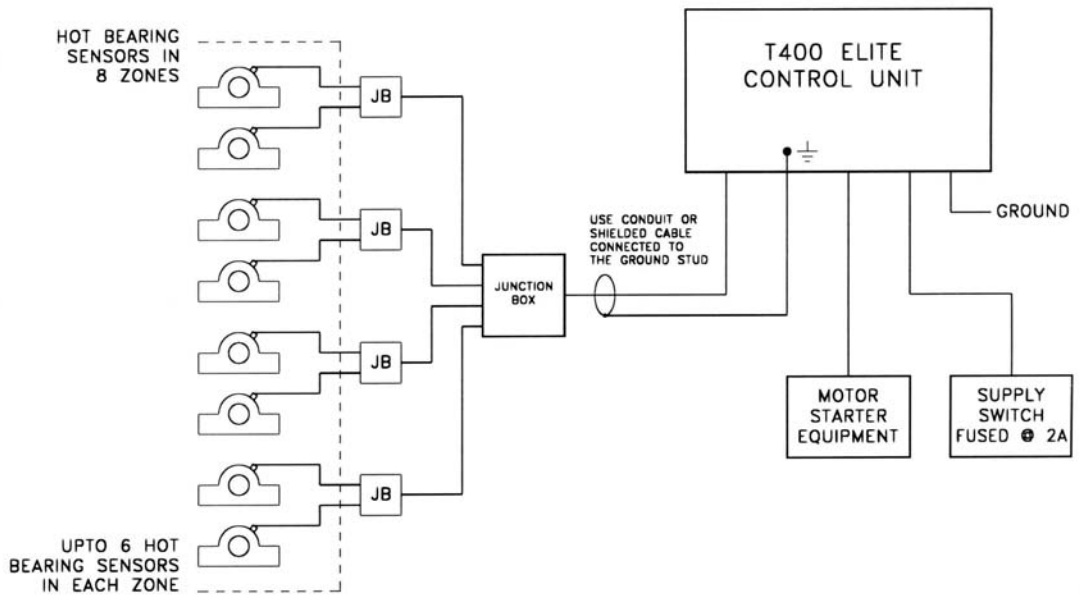 HOT BEARING
SENSORS IN
8 ZONES
JB
JB
JB
JB
UPTO 6 HOT
BEARING SENSORS
IN EACH ZONE
JUNCTION
BOX
USE CONDUIT OR
SHIELDED CABLE
CONNECTED TO
THE GROUND STUD
T400 ELITE
CONTROL UNIT
GROUND
MOTOR
STARTER
EQUIPMENT
SUPPLY
SWITCH
FUSED @ 2A